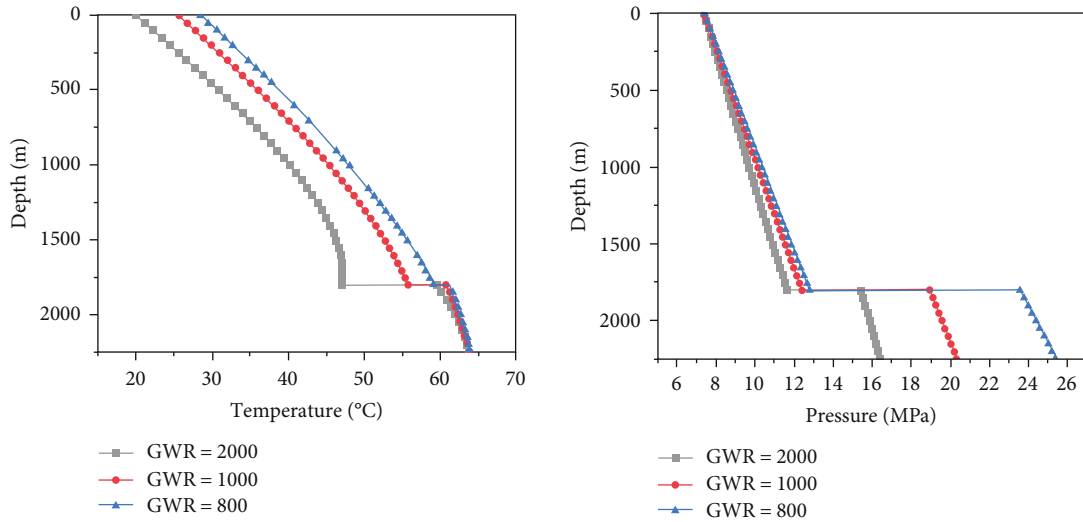 0
500
1000
1500
2000
Depth (m)
20
30
40
50
60
70
Temperature (°C)
GWR = 2000
GWR = 1000
GWR = 800
0
500
1000
1500
2000
Depth (m)
6
8
10
12
14
16
18
20
22
24
26
Pressure (MPa)
GWR = 2000
GWR = 1000
GWR = 800